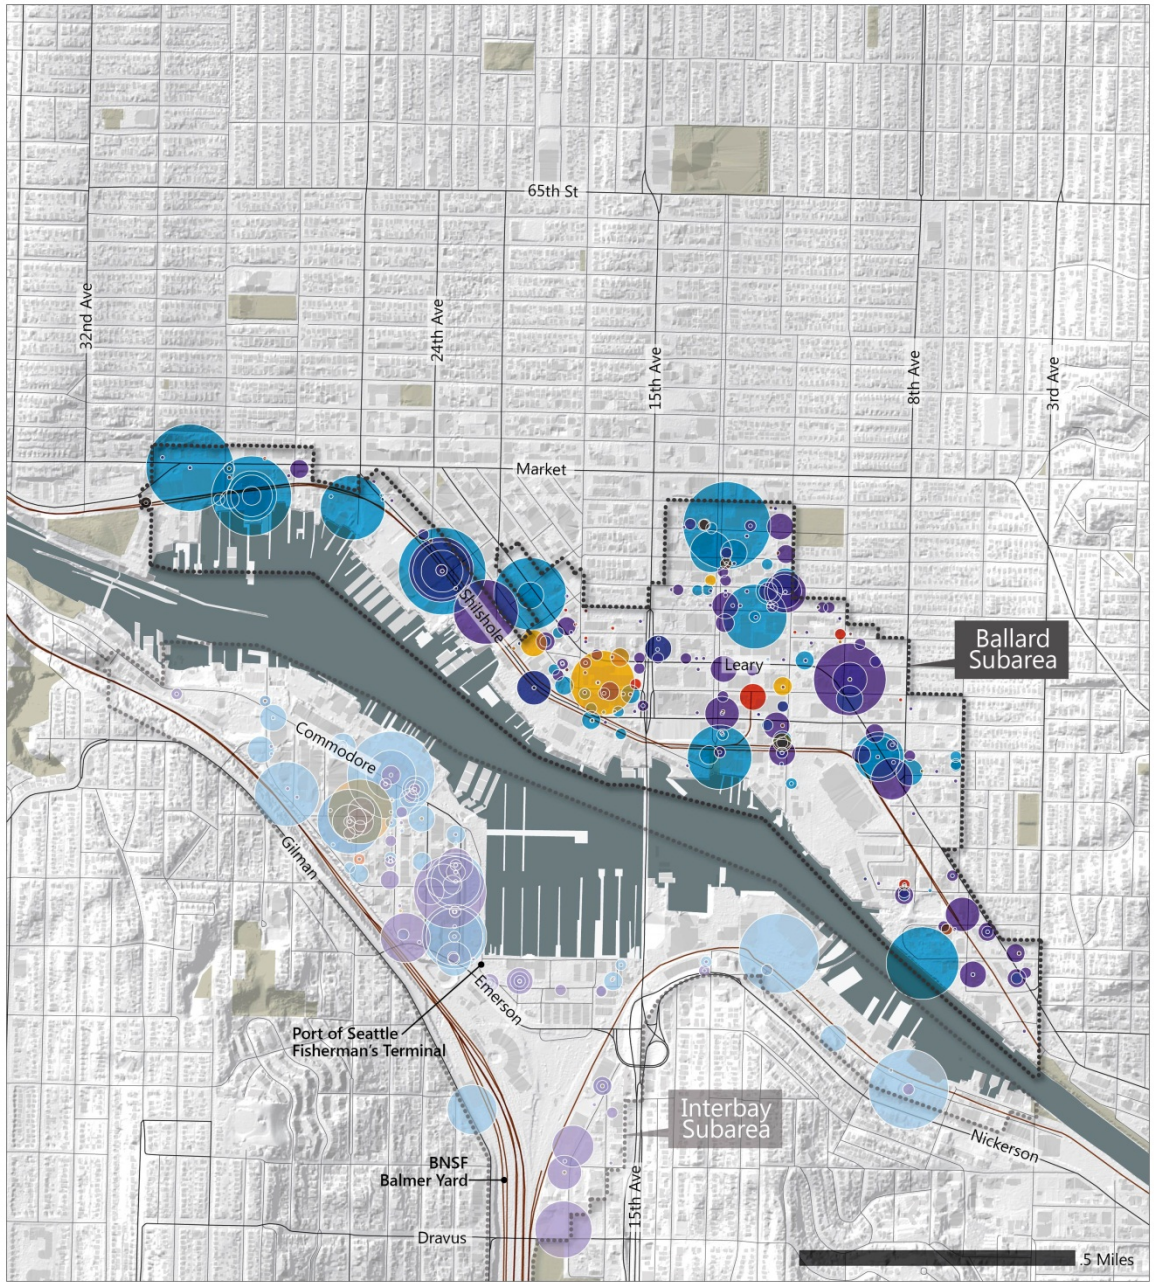 65th St
32nd Ave
24th Ave
15th Ave
8th Ave
3rd Ave
Market
Shilshole
Leary
Ballard
Subarea
Commodore
Gilman
Emerson
Port of Seattle
Fisherman's Terminal
Interbay
Subarea
Nickerson
BNSF
Balmer Yard
15th Ave
Dravus
.5 Miles